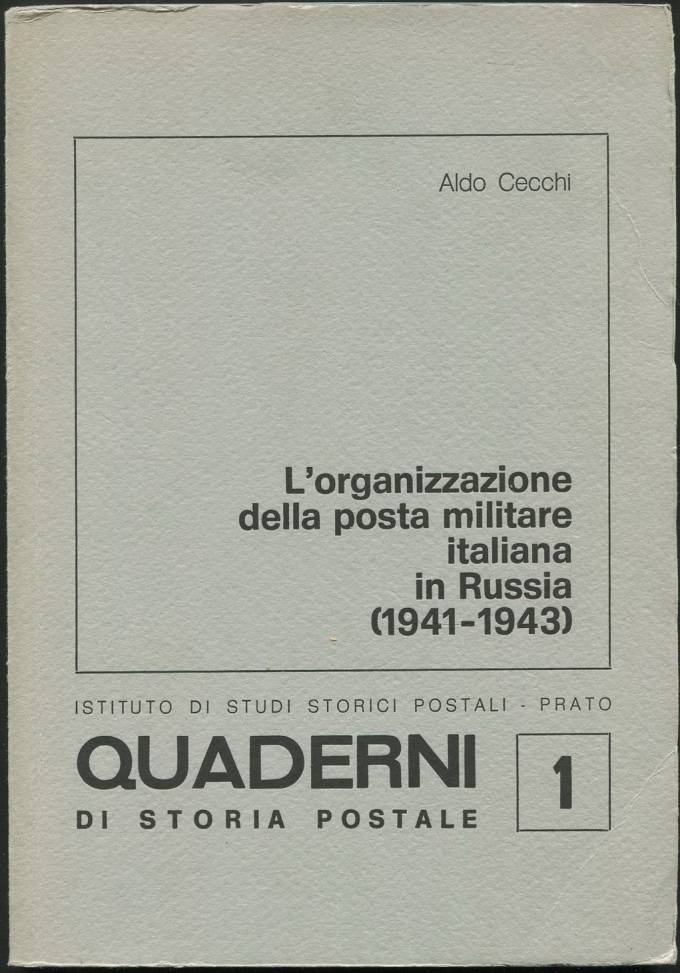 Aldo Cecchi
L'organizzazione
della posta militare
italiana
in Russia
(1941-1943)
ISTITUTO DI STUDI STORICI POSTALI - PRATO
QUADERNI
DI STORIA POSTALE
1